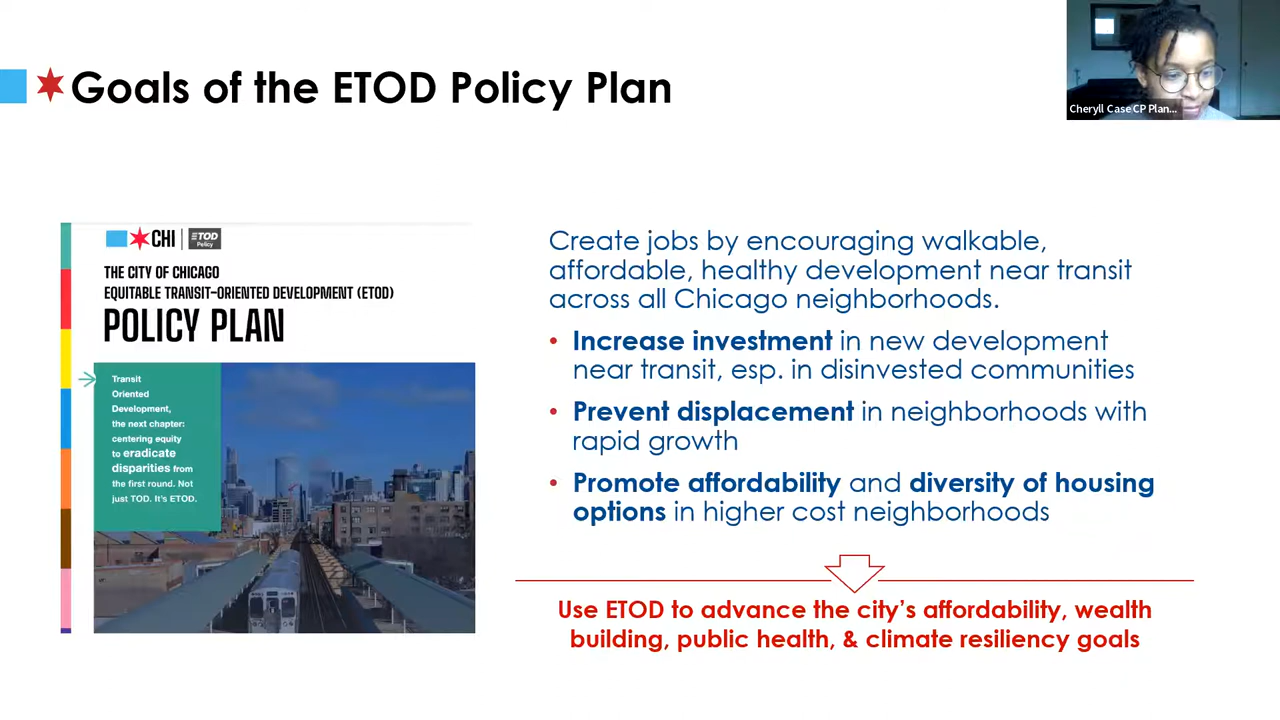 Goals of the ETOD Policy Plan
Cheryll Case CP Plan...
CHI
ETOD
Policy
THE CITY OF CHICAGO
EQUITABLE TRANSIT-ORIENTED DEVELOPMENT (ETOD)
POLICY PLAN
Transit
Oriented
Development,
the next chapter:
centering equity
to eradicate
disparities from
the first round. Not
just TOD. It's ETOD.
Create jobs by encouraging walkable,
affordable, healthy development near transit
across all Chicago neighborhoods.
• Increase investment in new development
near transit, esp. in disinvested communities
• Prevent displacement in neighborhoods with
rapid growth
• Promote affordability and diversity of housing
options in higher cost neighborhoods
Use ETOD to advance the city's affordability, wealth
building, public health, & climate resiliency goals